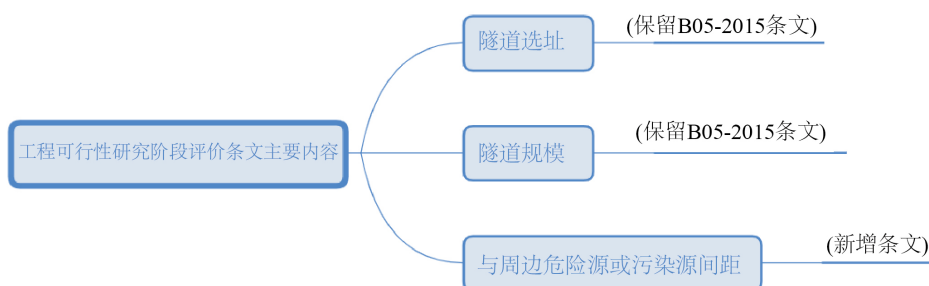 (保留B05-2015条文)
隧道选址
(保留B05-2015条文)
工程可行性研究阶段评价条文主要内容
隧道规模
(新增条文)
与周边危险源或污染源间距